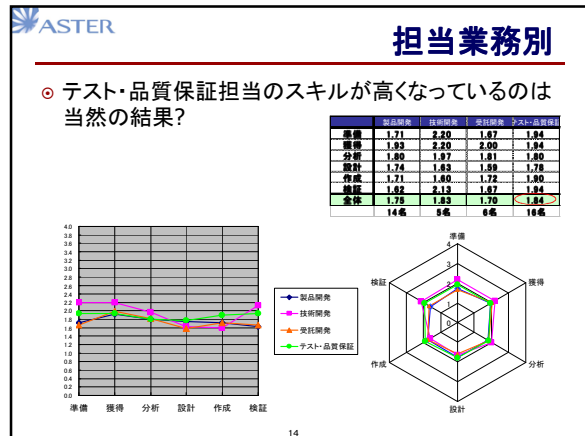 ASTER
担当業務別
テスト・品質保証担当のスキルが高くなっているのは
当然の結果?
製品開発 技術開発 受託開発 テスト・品質保証
準備 1.71 2.20 1.67 1.94
獲得 1.93 2.20 2.00 1.94
分析 1.80 1.97 1.81 1.80
設計 1.74 1.63 1.59 1.78
作成 1.71 1.60 1.72 1.90
検証 1.62 2.13 1.67 1.94
全体 1.75 1.83 1.70 1.84
14名 5名 6名 16名
4.0
3.8
3.6
3.4
3.2
3.0
2.8
2.6
2.4
2.2
2.0
1.8
1.6
1.4
1.2
1.0
0.8
0.6
0.4
0.2
0.0
準備 獲得 分析 設計 作成 検証
製品開発
技術開発
受託開発
テスト・品質保証
準備
4
3
2
1
0
獲得
分析
設計
作成
検証
14